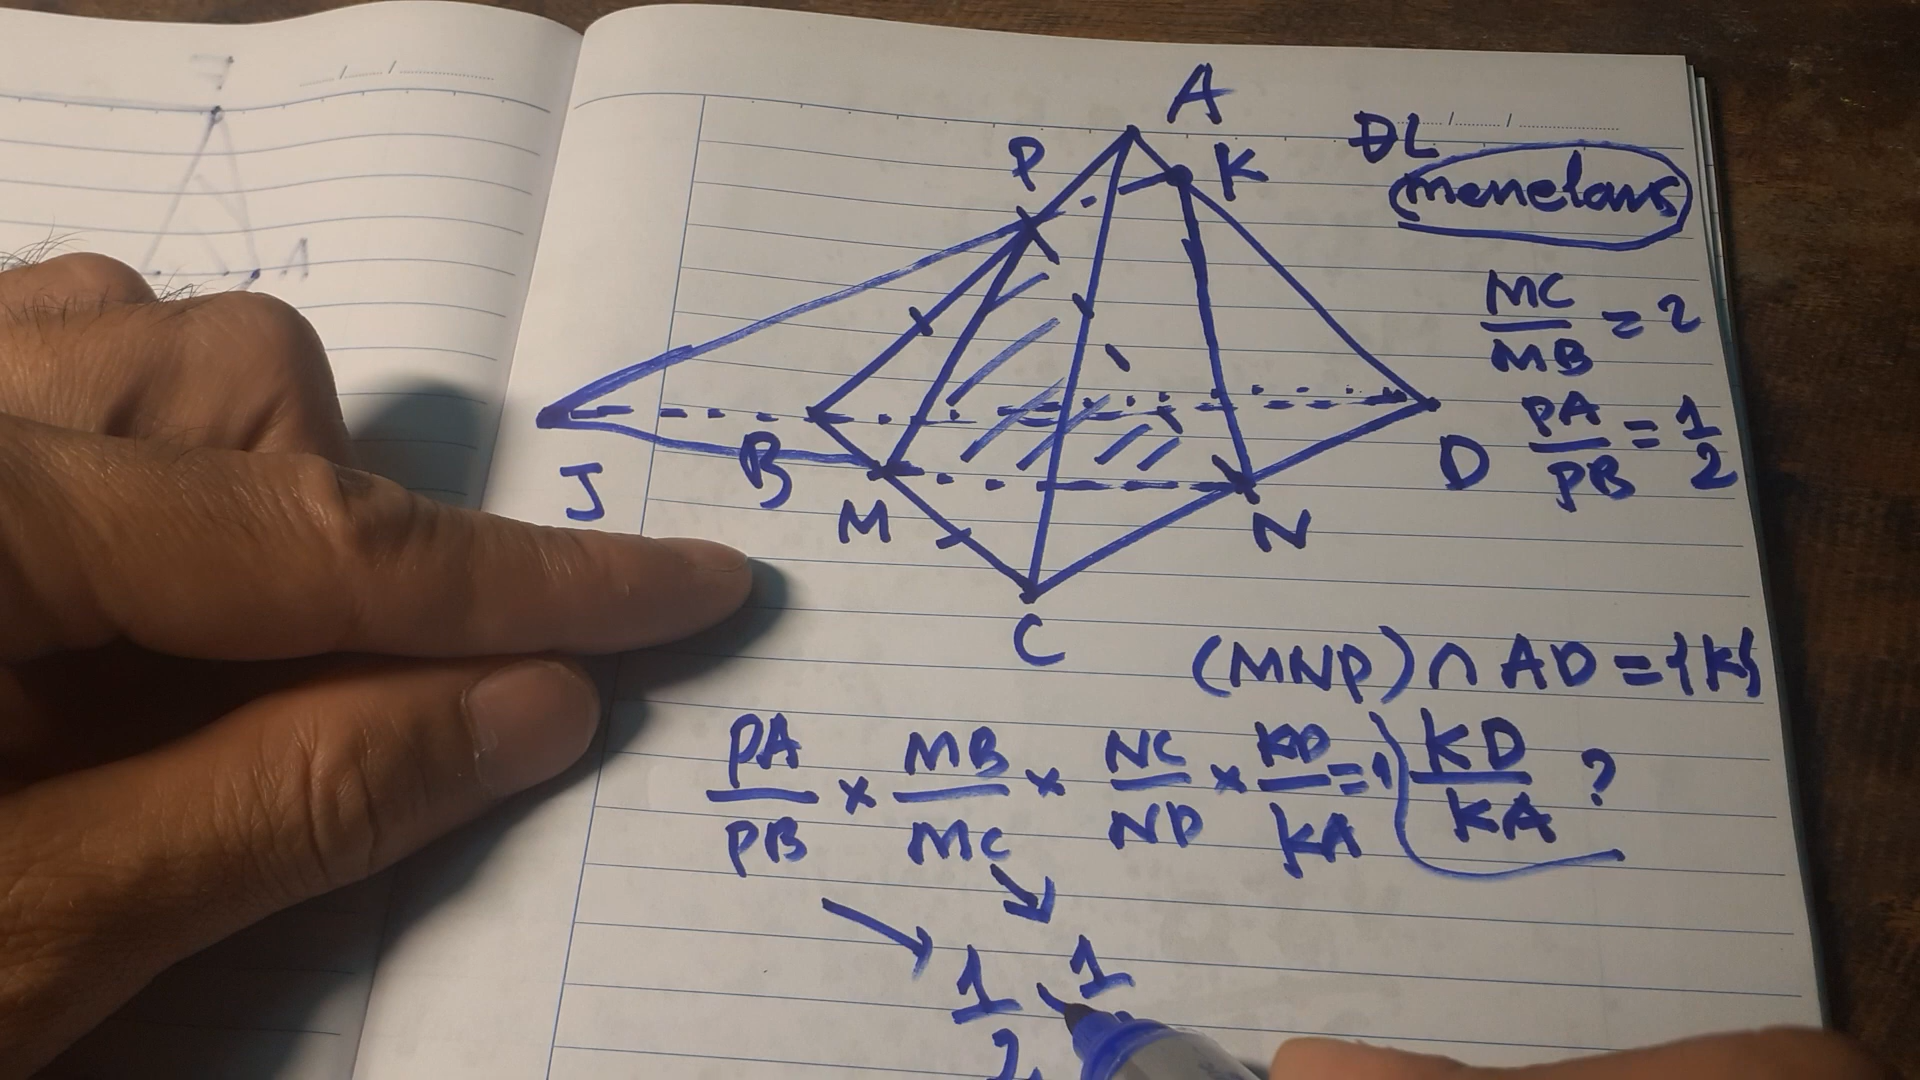 A
P
K
ĐL
menelaus
MC/MB = 2
PA/PB = 1/2
J
B
M
N
D
C
(MNP) ∩ AD = {K}
PA/PB × MB/MC × NC/ND × KD/KA = 1
KD/KA ?
1/2
1
A